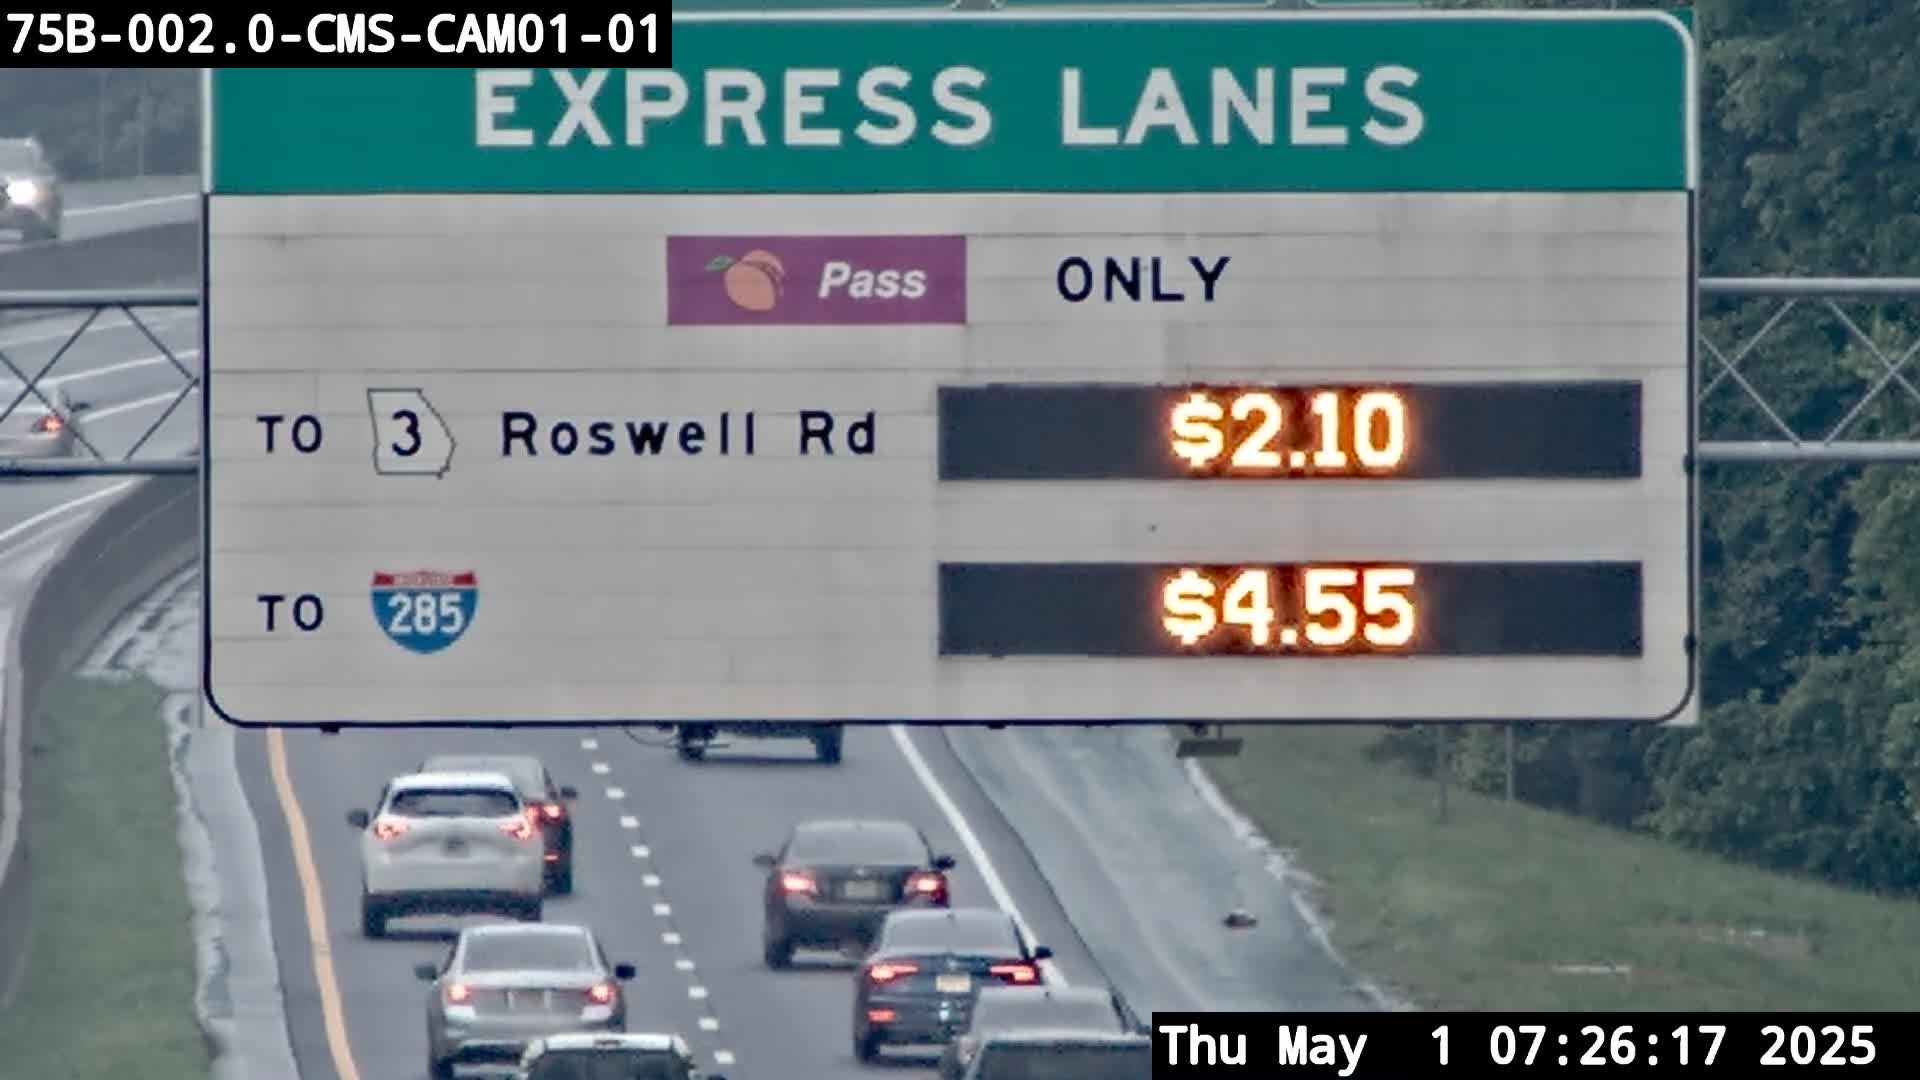 75B-002.0-CMS-CAM01-01
EXPRESS LANES
Pass ONLY
TO 3 Roswell Rd $2.10
TO 285 $4.55
Thu May 1 07:26:17 2025